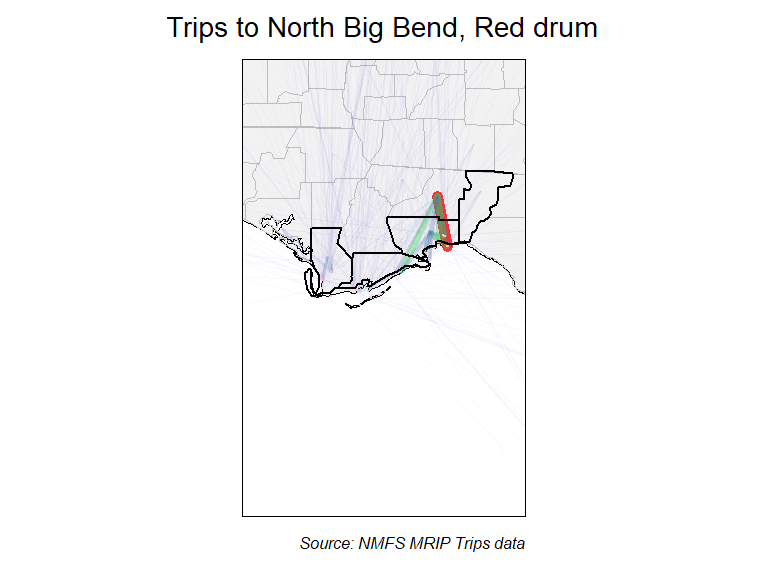 Trips to North Big Bend, Red drum
Source: NMFS MRIP Trips data